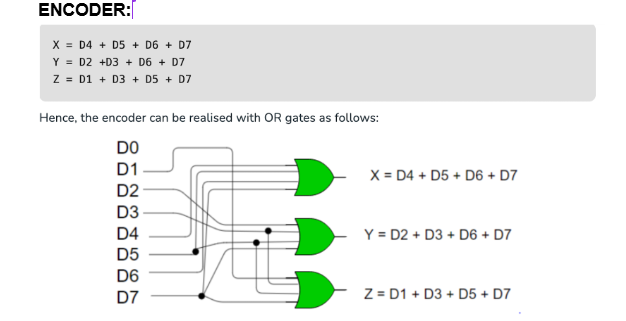 ENCODER:
X = D4 + D5 + D6 + D7
Y = D2 +D3 + D6 + D7
Z = D1 + D3 + D5 + D7
Hence, the encoder can be realised with OR gates as follows:
D0
D1
D2
D3
D4
D5
D6
D7
X = D4 + D5 + D6 + D7
Y = D2 + D3 + D6 + D7
Z = D1 + D3 + D5 + D7